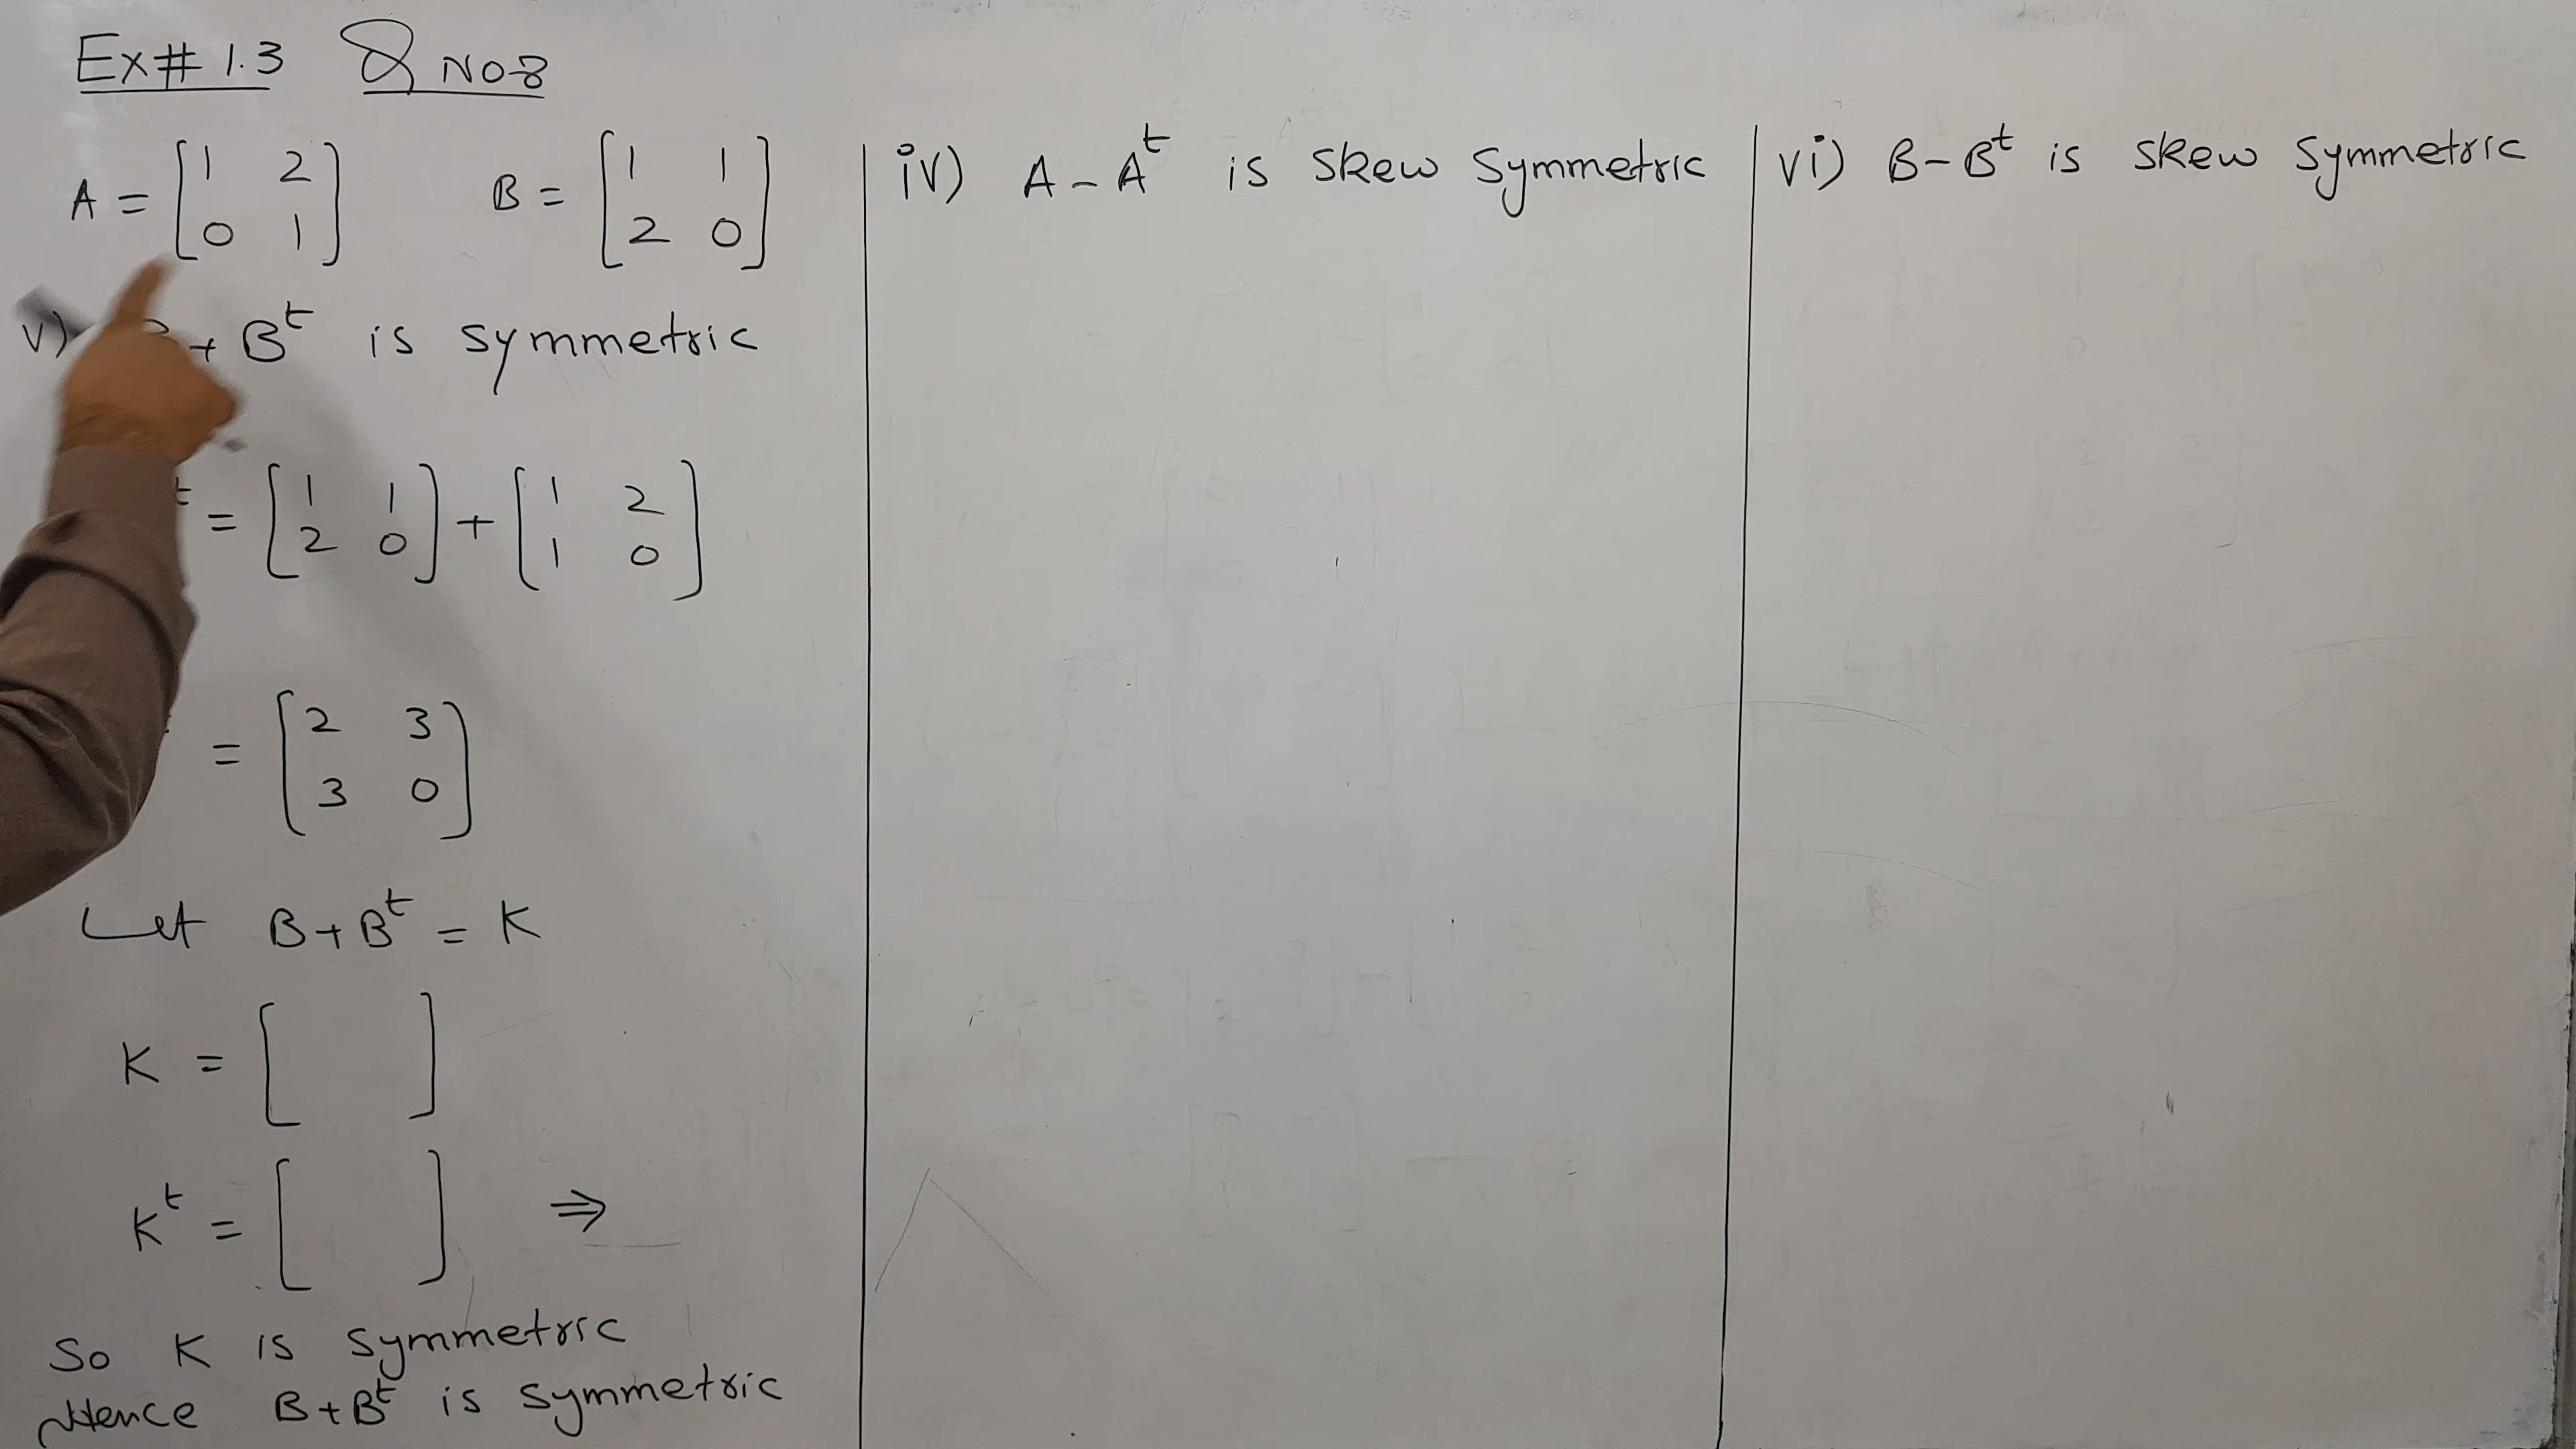 Ex# 1.3 Q NO-8
A = [1 2
0 1] B = [1 1
2 0]
v) + B^t is symmetric
t = [1 1
2 0] + [1 2
1 0]
= [2 3
3 0]
Let B+B^t = K
K = [ ]
K^t = [ ] ⇒
So K is symmetric
Hence B+B^t is symmetric
iv) A - A^t is skew symmetric
vi) B - B^t is skew symmetric